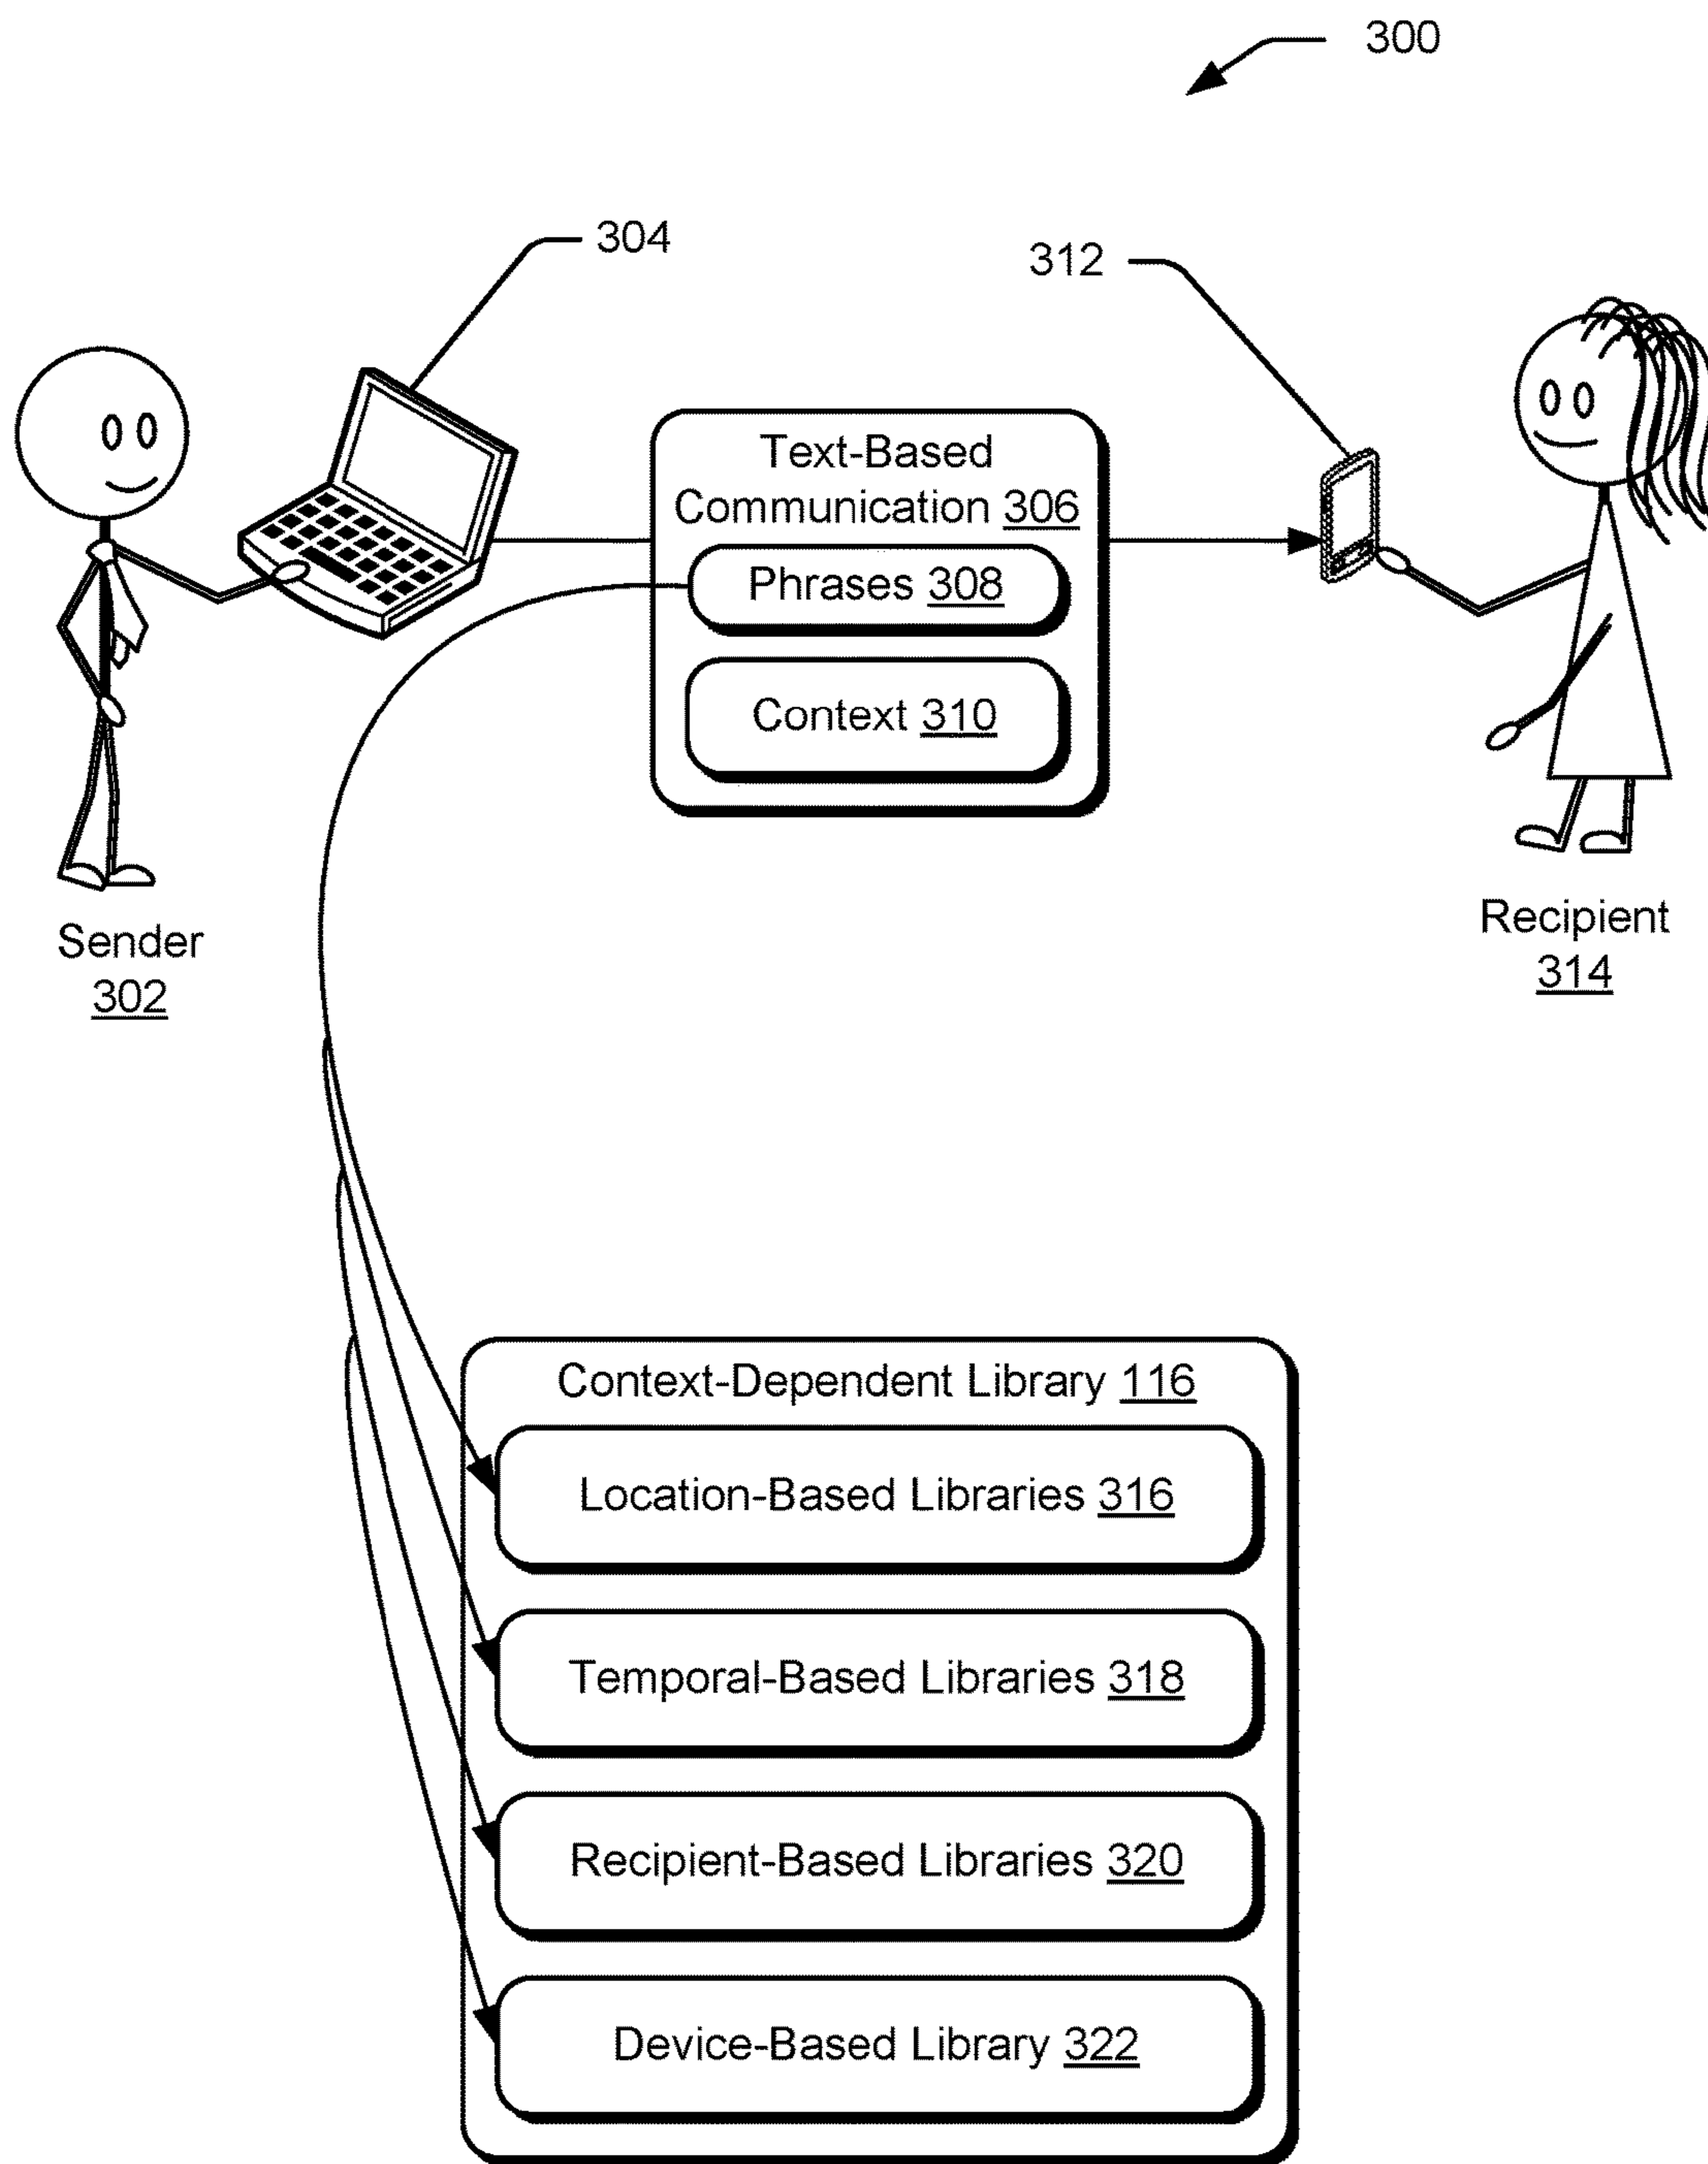 300
304
312
Text-Based
Communication 306
Phrases 308
Context 310
Sender
302
Recipient
314
Context-Dependent Library 116
Location-Based Libraries 316
Temporal-Based Libraries 318
Recipient-Based Libraries 320
Device-Based Library 322